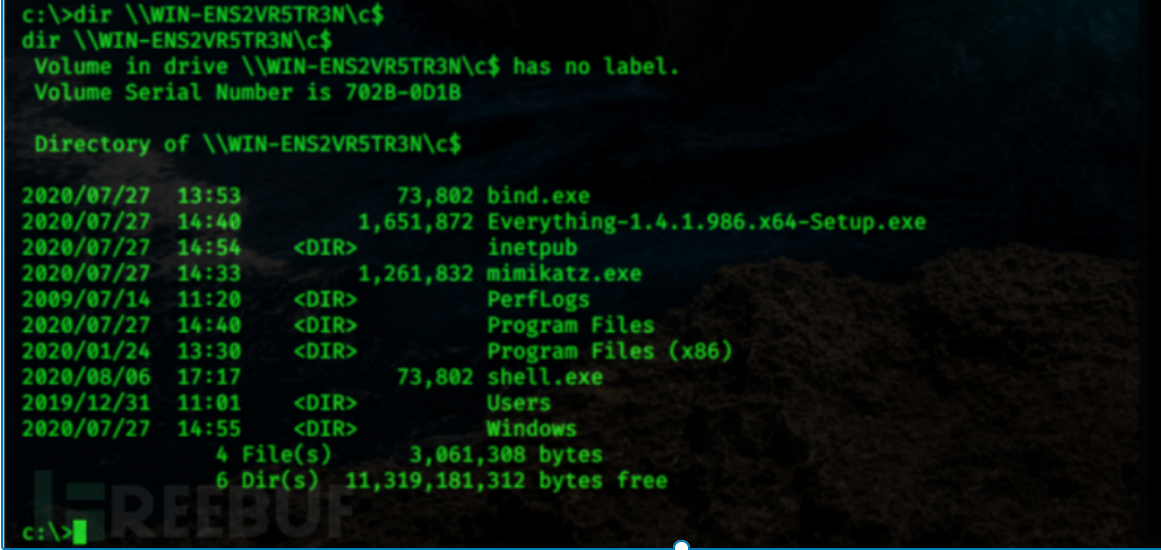 c:\>dir \\WIN-ENS2VR5TR3N\c$
dir \\WIN-ENS2VR5TR3N\c$
 Volume in drive \\WIN-ENS2VR5TR3N\c$ has no label.
 Volume Serial Number is 702B-0D1B

 Directory of \\WIN-ENS2VR5TR3N\c$

2020/07/27  13:53            73,802 bind.exe
2020/07/27  14:40         1,651,872 Everything-1.4.1.986.x64-Setup.exe
2020/07/27  14:54    <DIR>          inetpub
2020/07/27  14:33         1,261,832 mimikatz.exe
2009/07/14  11:20    <DIR>          PerfLogs
2020/07/27  14:40    <DIR>          Program Files
2020/01/24  13:30    <DIR>          Program Files (x86)
2020/08/06  17:17            73,802 shell.exe
2019/12/31  11:01    <DIR>          Users
2020/07/27  14:55    <DIR>          Windows
               4 File(s)      3,061,308 bytes
               6 Dir(s)  11,319,181,312 bytes free
FREEBUF
c:\>